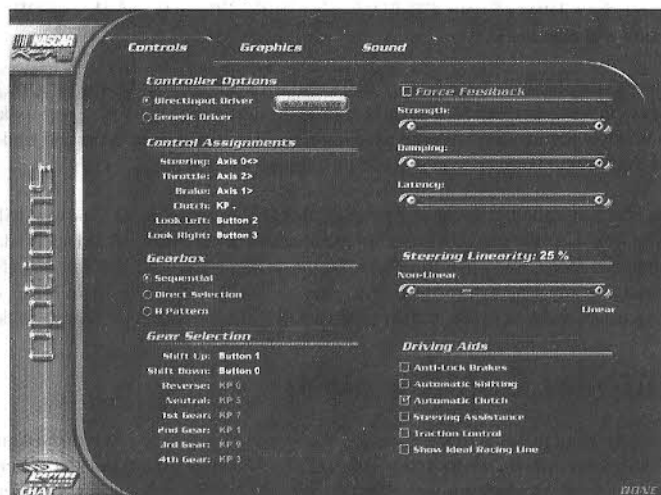 NASCAR
Racing
options
CHAT
Controls Graphics Sound
Controller Options
DirectInput Driver
Generic Driver
Control Assignments
Steering: Axis 0<>
Throttle: Axis 2>
Brake: Axis 1>
Clutch: KP .
Look Left: Button 2
Look Right: Button 3
Gearbox
Sequential
Direct Selection
H Pattern
Gear Selection
Shift Up: Button 1
Shift Down: Button 0
Reverse: KP 0
Neutral: KP 5
1st Gear: KP 7
2nd Gear: KP 1
3rd Gear: KP 9
4th Gear: KP 3
Force Feedback
Strength:
Damping:
Latency:
Steering Linearity: 25 %
Non-Linear
Linear
Driving Aids
Anti-Lock Brakes
Automatic Shifting
Automatic Clutch
Steering Assistance
Traction Control
Show Ideal Racing Line
DONE